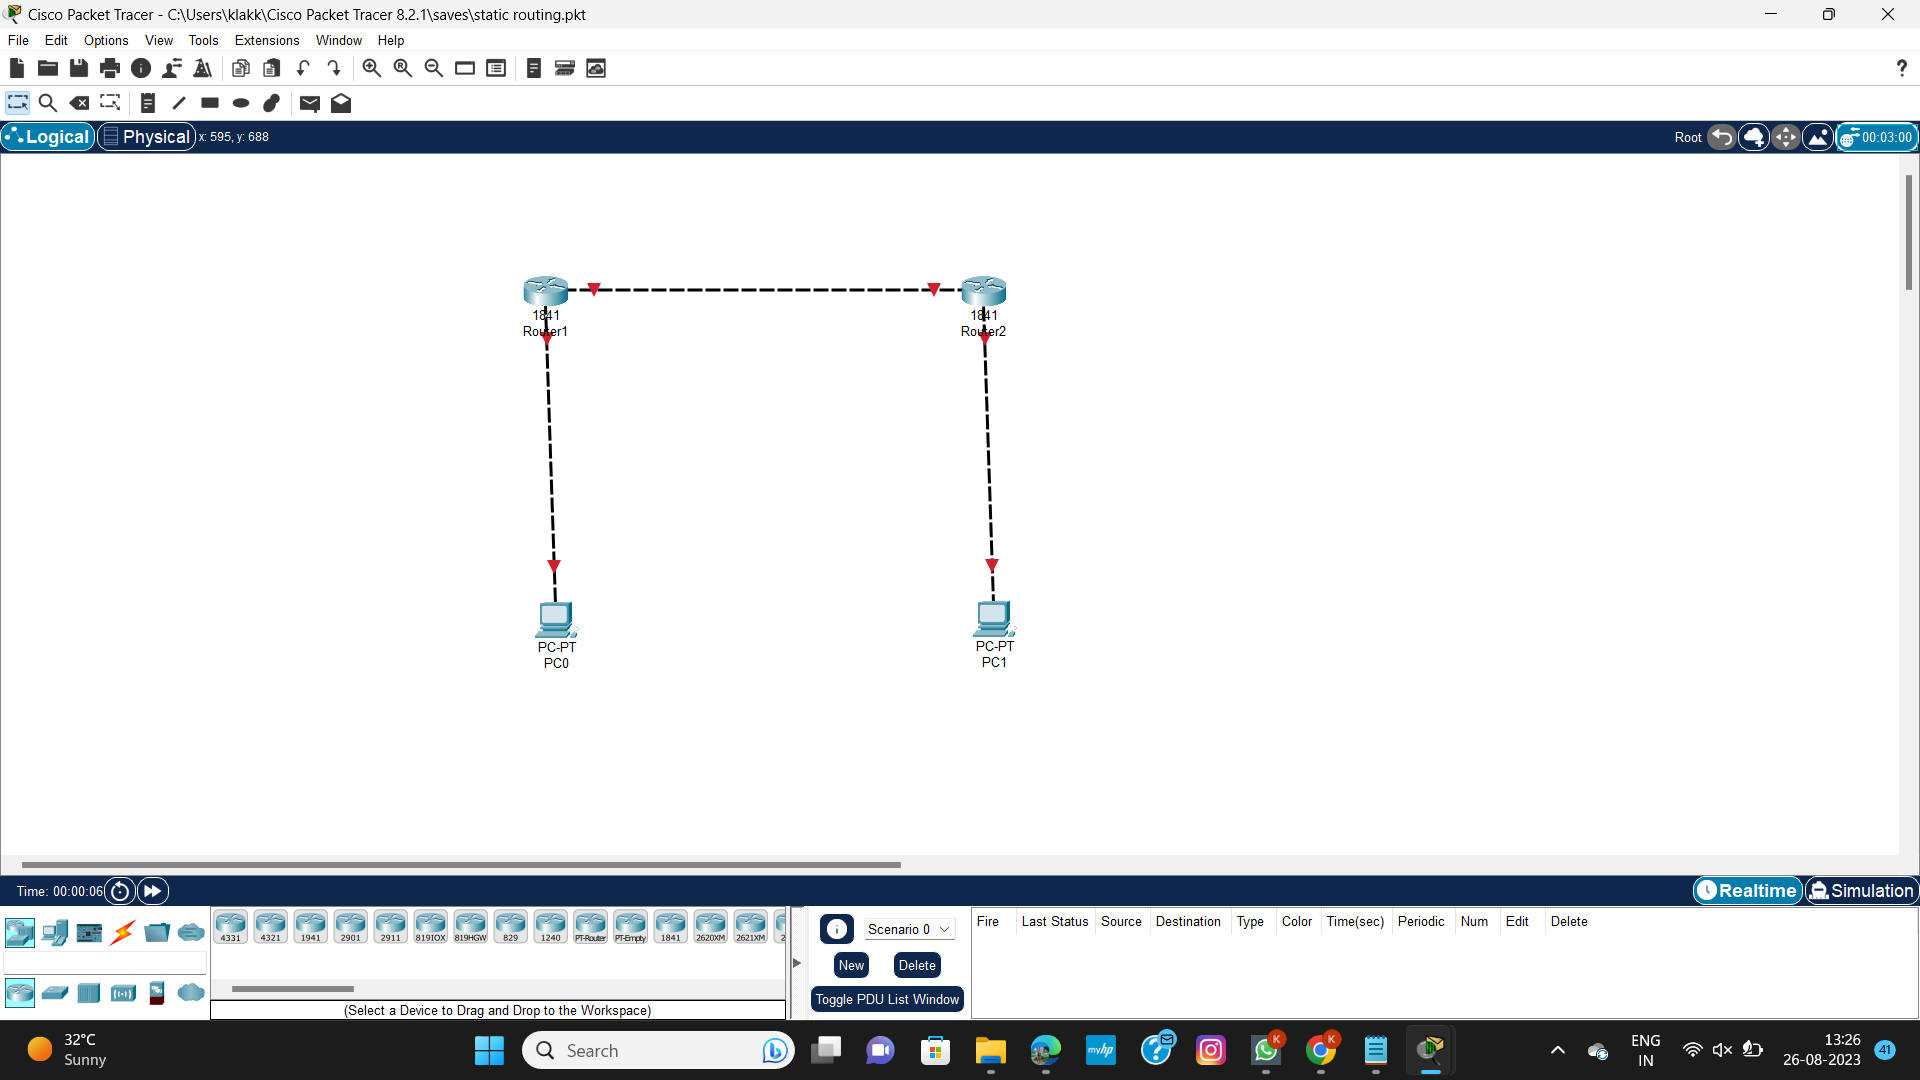 Cisco Packet Tracer - C:\Users\klakk\Cisco Packet Tracer 8.2.1\saves\static routing.pkt
File Edit Options View Tools Extensions Window Help
Logical Physical x: 595, y: 688 Root 00:03:00
1841
Router1
1841
Router2
PC-PT
PC0
PC-PT
PC1
Time: 00:00:06 Realtime Simulation
4331 4321 1941 2901 2911 819IOX 819HGW 829 1240 PT-Router PT-Empty 1841 2620XM 2621XM 2
(Select a Device to Drag and Drop to the Workspace)
Scenario 0
New Delete
Toggle PDU List Window
Fire Last Status Source Destination Type Color Time(sec) Periodic Num Edit Delete
32°C
Sunny
Search
myhp
K
K
ENG
IN
13:26
26-08-2023
41